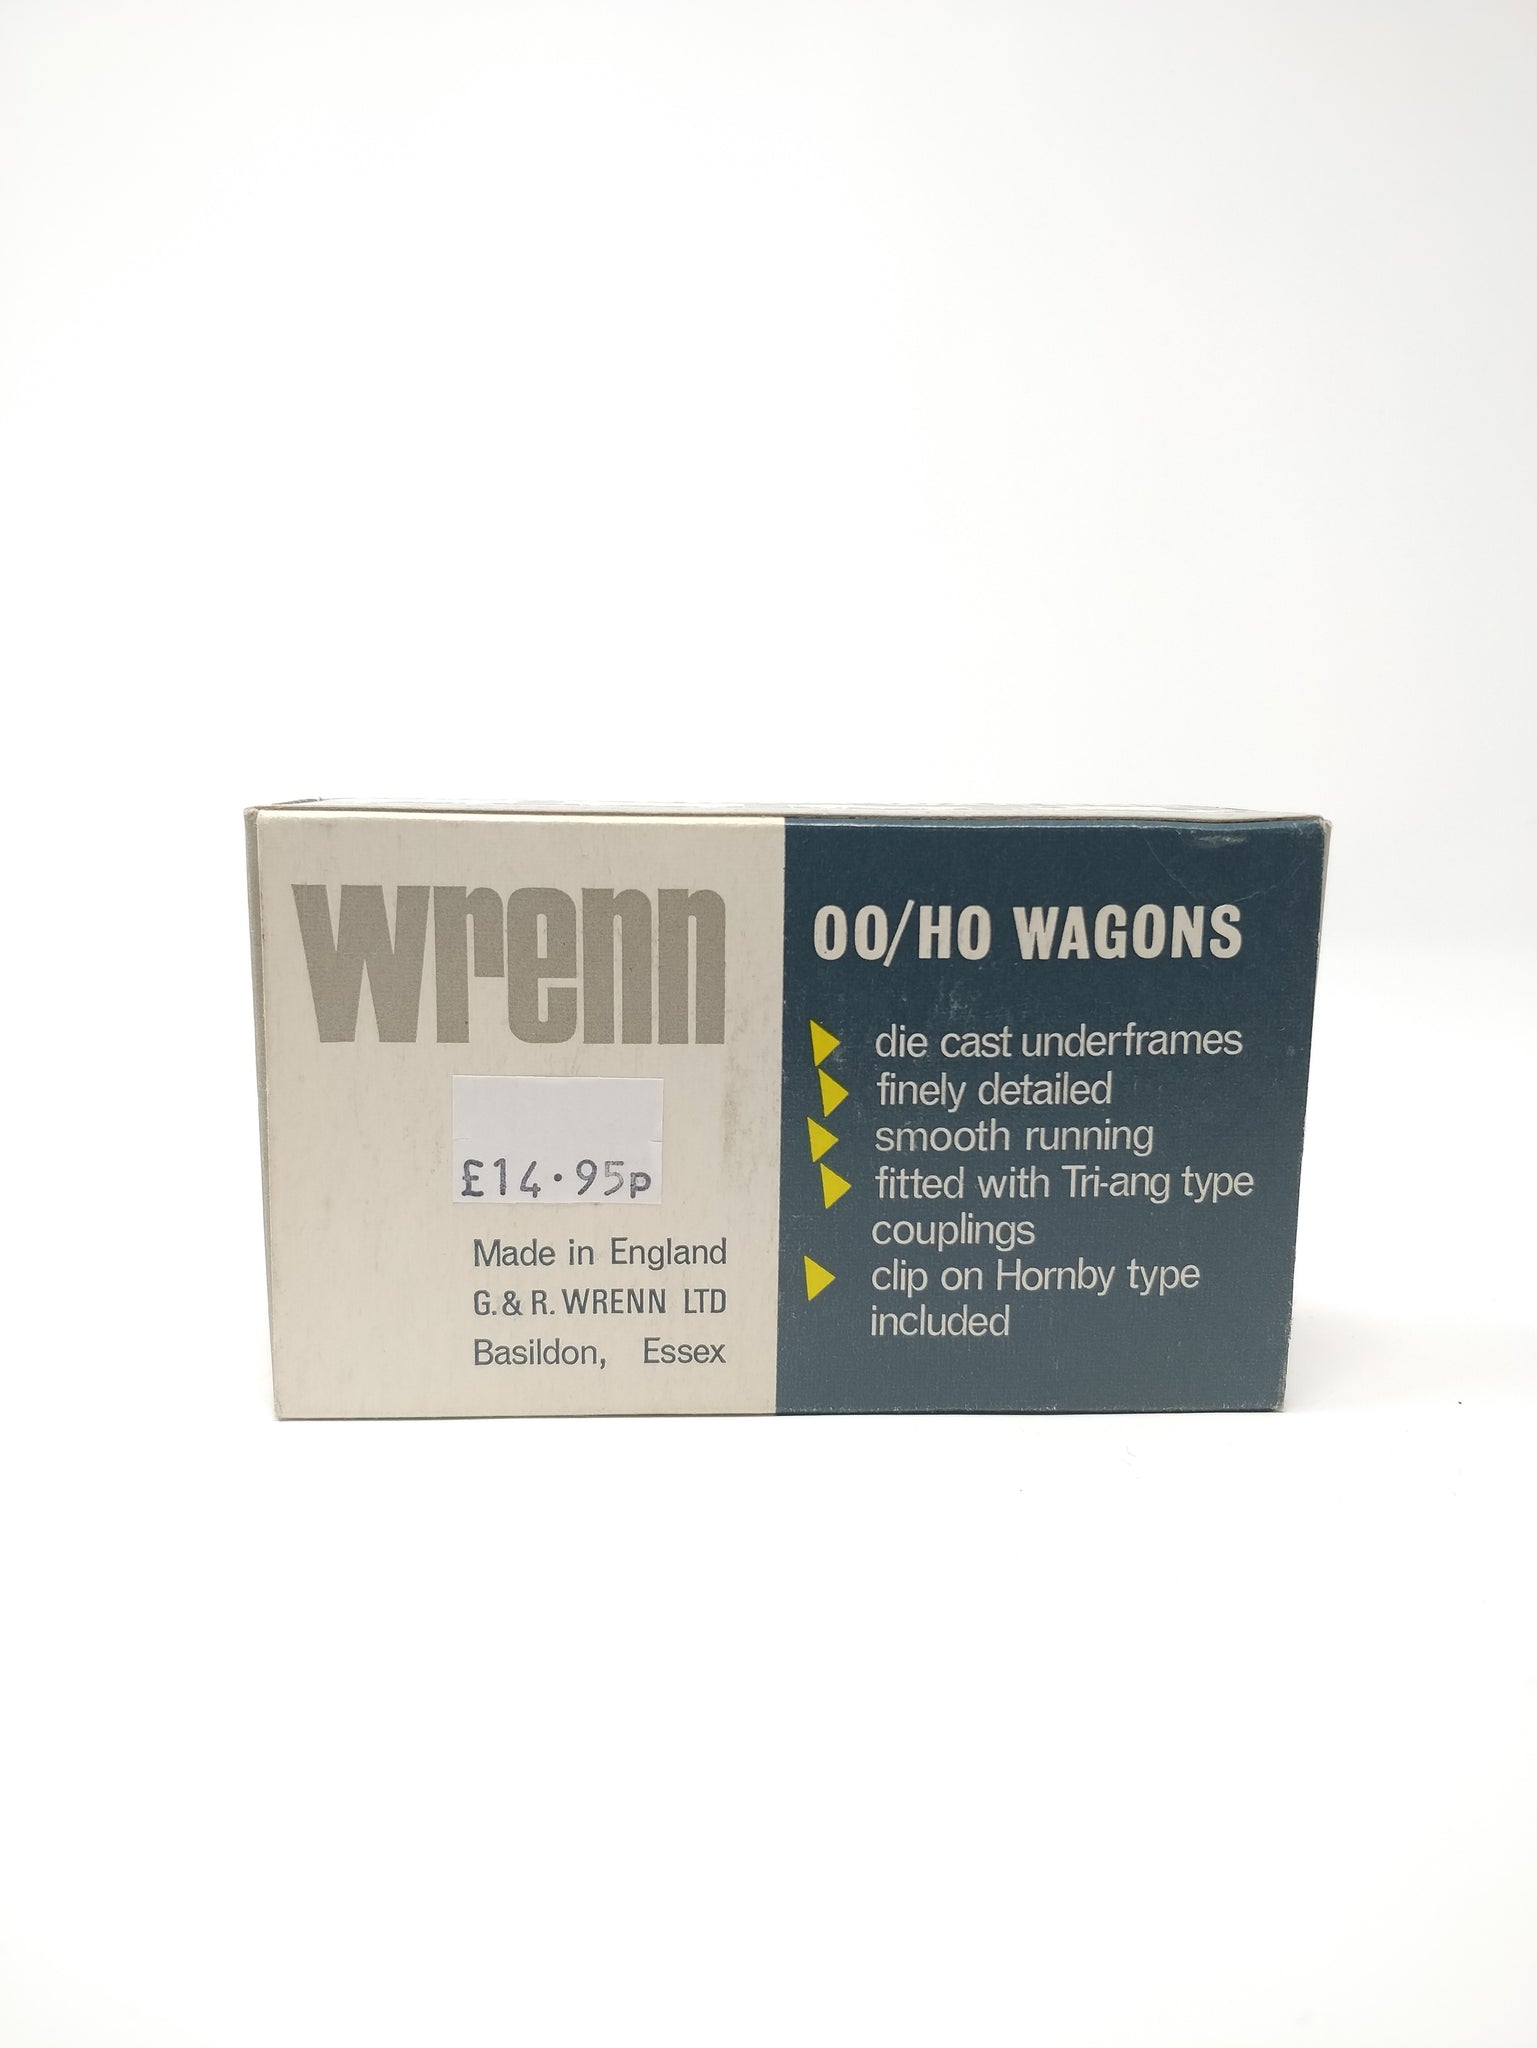 wrenn
£14.95p
Made in England
G. & R. WRENN LTD
Basildon, Essex
OO/HO WAGONS
die cast underframes
finely detailed
smooth running
fitted with Tri-ang type
couplings
clip on Hornby type
included